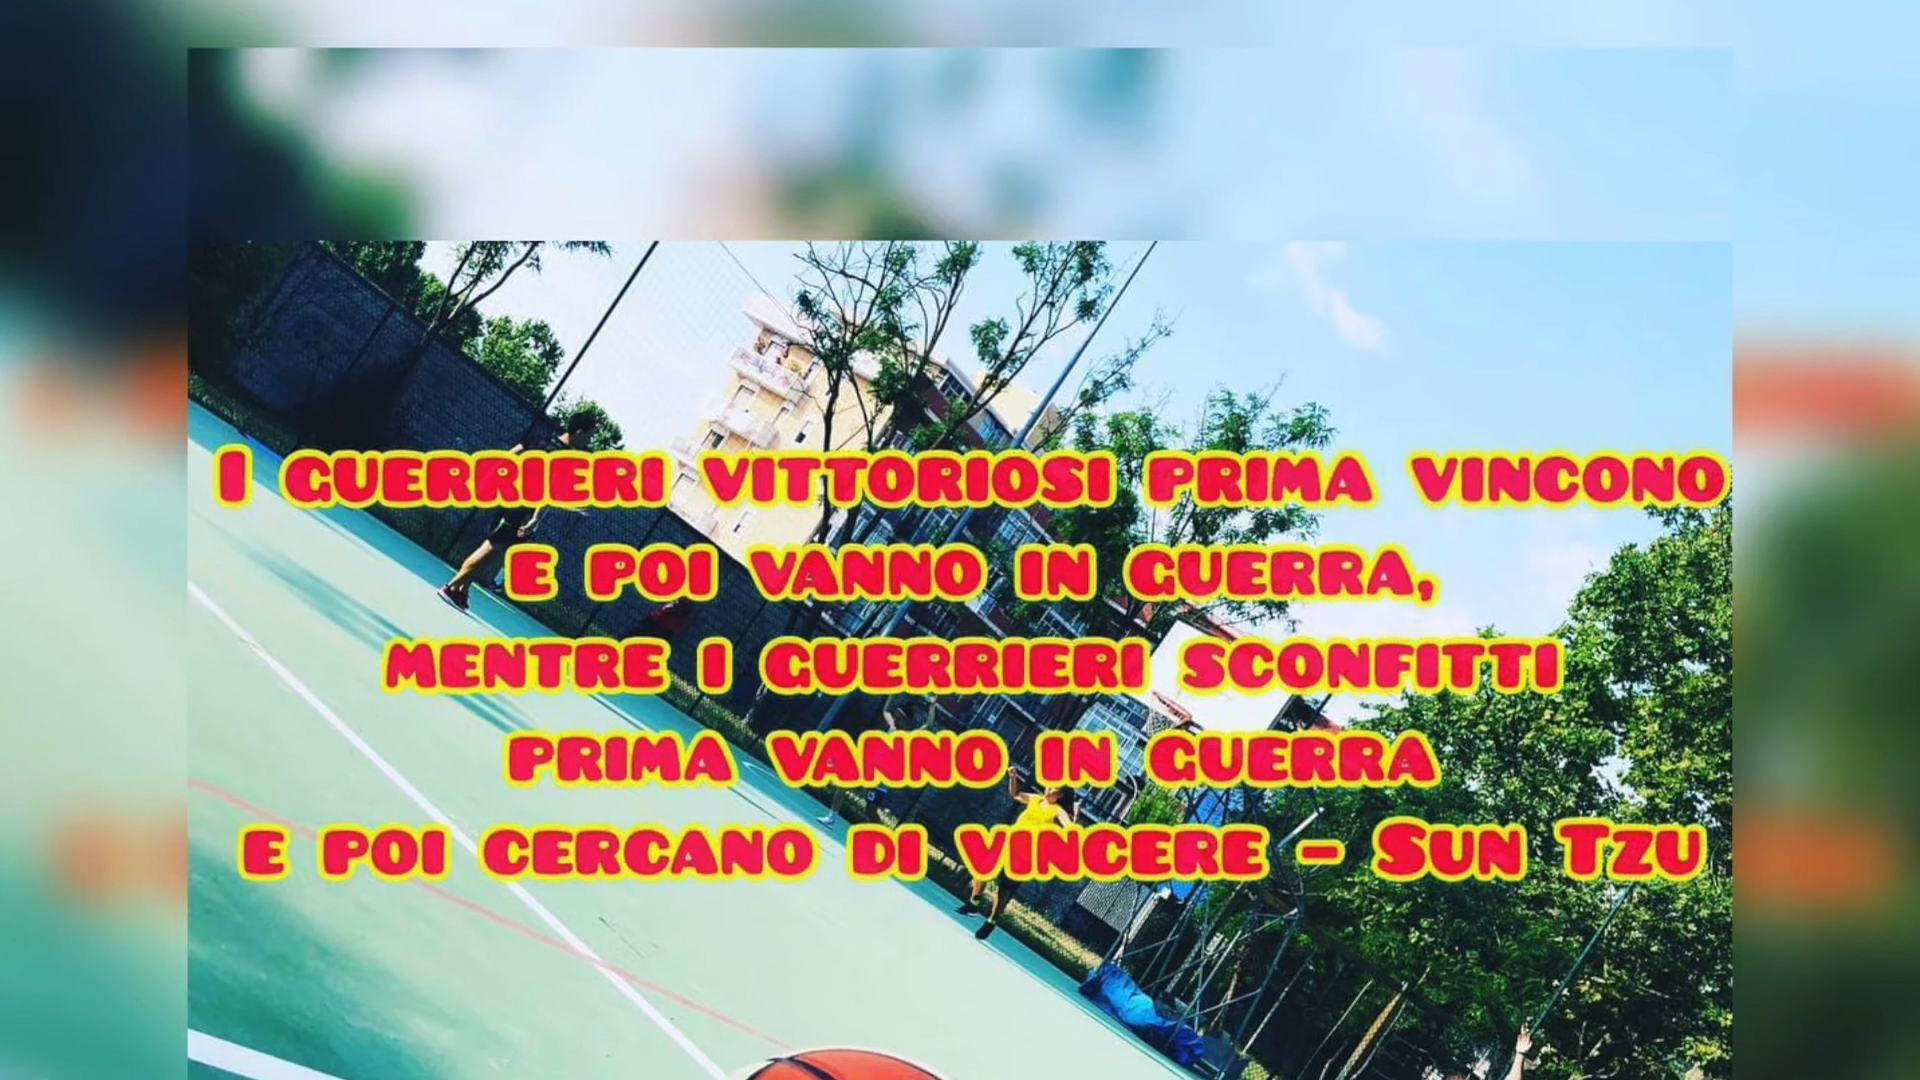 I guerrieri vittoriosi prima vincono
e poi vanno in guerra,
mentre i guerrieri sconfitti
prima vanno in guerra
e poi cercano di vincere - Sun Tzu